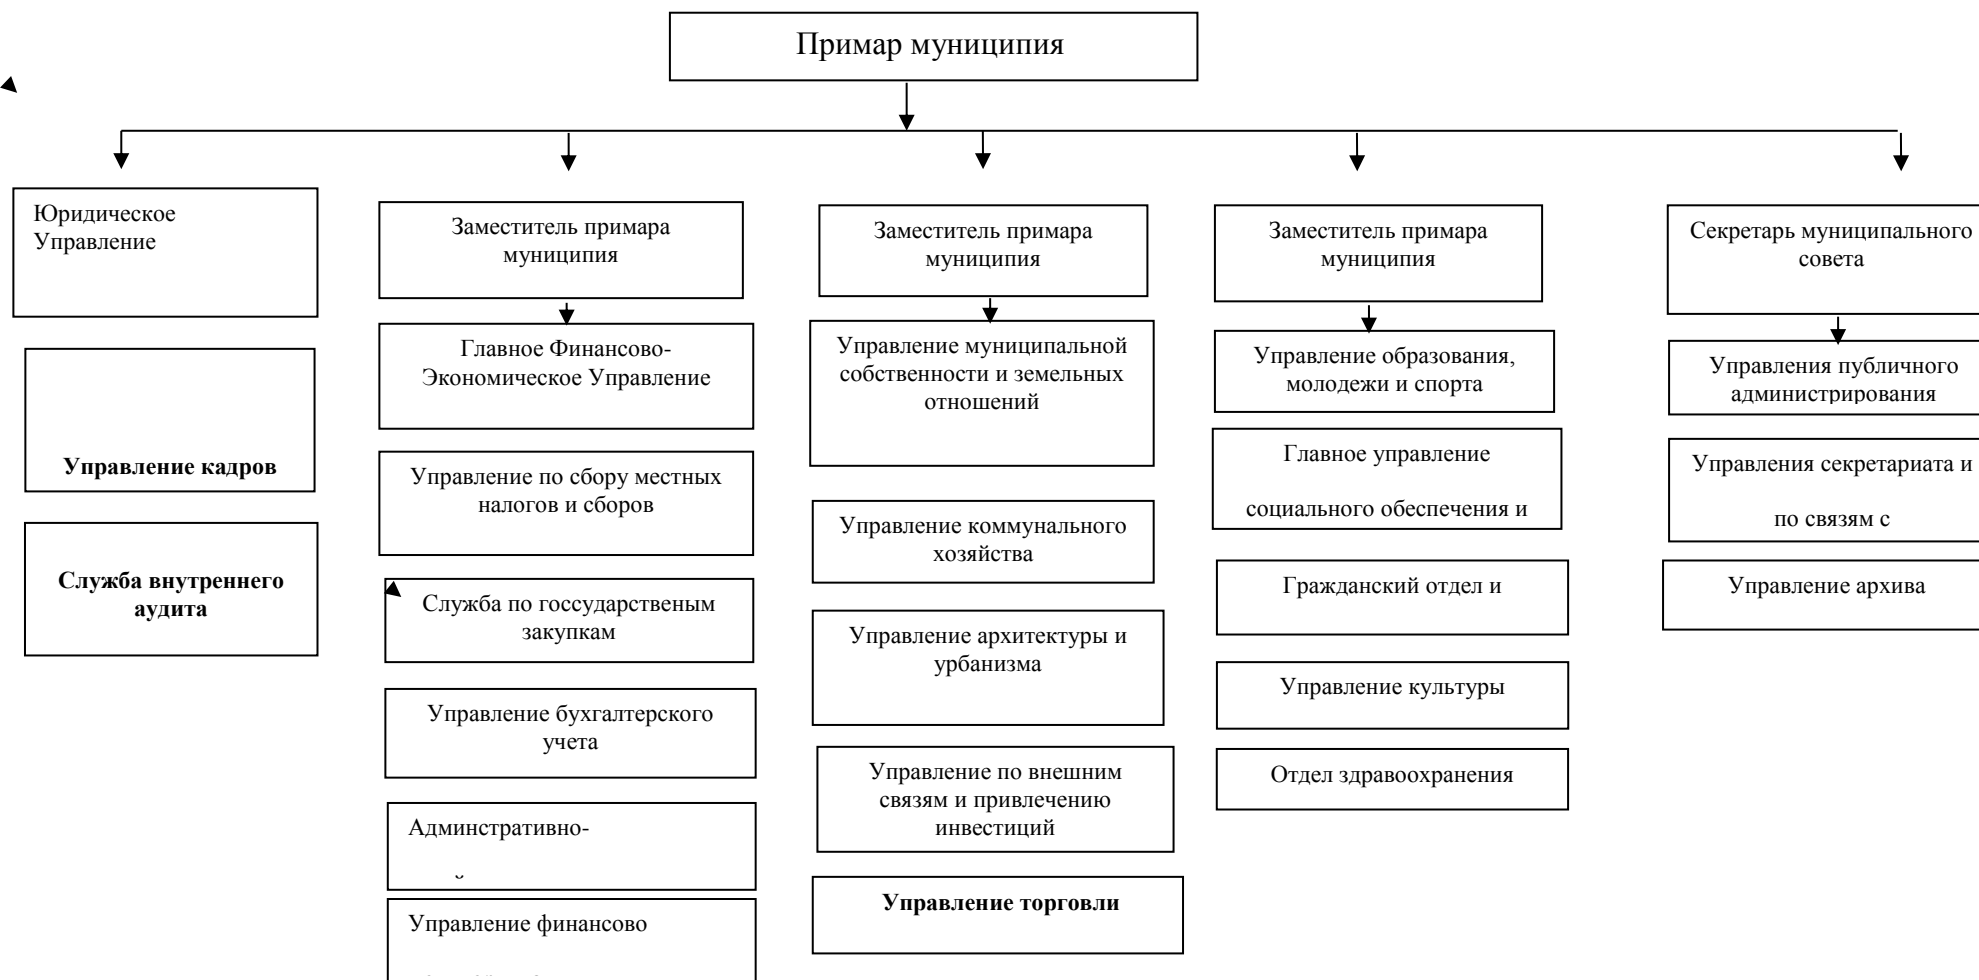 Примар муниципия
Юридическое
Управление
Управление кадров
Служба внутреннего
аудита
Заместитель примара
муниципия
Главное Финансово-
Экономическое Управление
Управление по сбору местных
налогов и сборов
Служба по госсударственым
закупкам
Управление бухгалтерского
учета
Админстративно-
Управление финансово
Заместитель примара
муниципия
Управление муниципальной
собственности и земельных
отношений
Управление коммунального
хозяйства
Управление архитектуры и
урбанизма
Управление по внешним
связям и привлечению
инвестиций
Управление торговли
Заместитель примара
муниципия
Управление образования,
молодежи и спорта
Главное управление
социального обеспечения и
Гражданский отдел и
Управление культуры
Отдел здравоохранения
Секретарь муниципального
совета
Управления публичного
администрирования
Управления секретариата и
по связям с
Управление архива